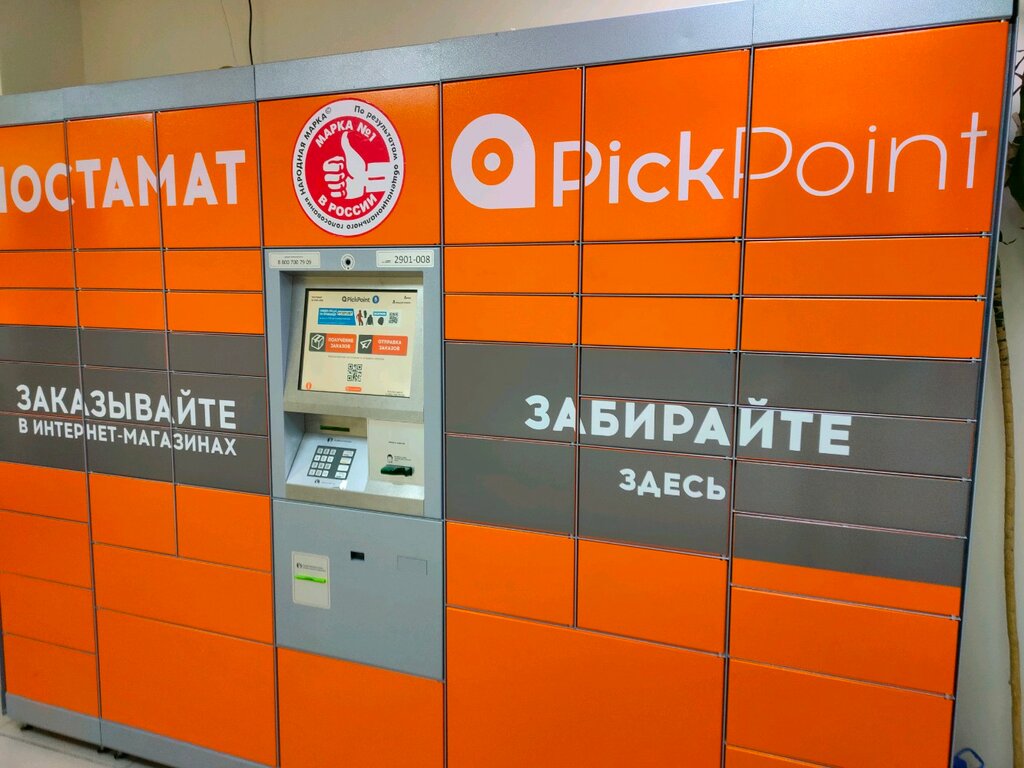 ПОСТАМАТ
По результатам общенационального голосования НАРОДНАЯ МАРКА©
МАРКА №1
В РОССИИ
PickPoint
8 800 700 79 09
2901-008
PickPoint
ПОЛУЧЕНИЕ ЗАКАЗОВ
ОТПРАВКА ЗАКАЗОВ
ЗАКАЗЫВАЙТЕ
В ИНТЕРНЕТ-МАГАЗИНАХ
ЗАБИРАЙТЕ
ЗДЕСЬ